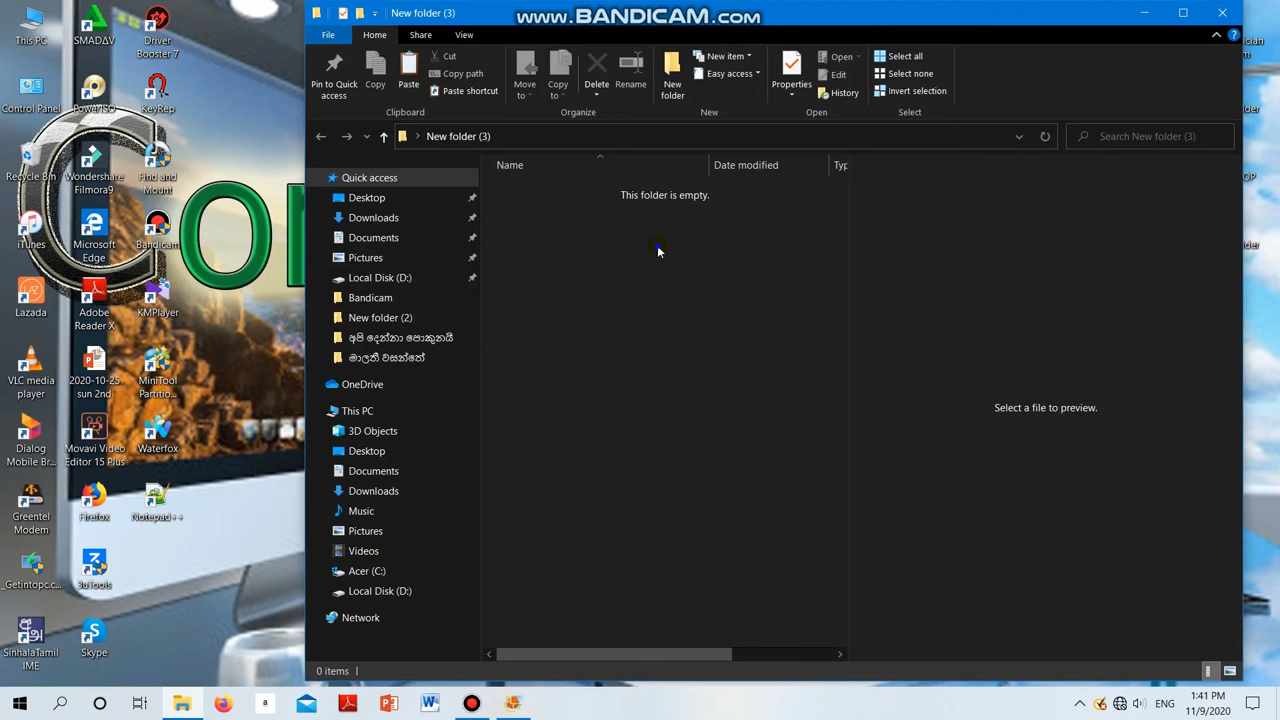 www.BANDICAM.com
New folder (3)
File
Home
Share
View
Pin to Quick access
Copy
Paste
Cut
Copy path
Paste shortcut
Clipboard
Move to
Copy to
Delete
Rename
Organize
New folder
New item
Easy access
New
Properties
Open
Edit
History
Open
Select all
Select none
Invert selection
Select
New folder (3)
Search New folder (3)
Name
Date modified
Typ
This folder is empty.
Select a file to preview.
Quick access
Desktop
Downloads
Documents
Pictures
Local Disk (D:)
Bandicam
New folder (2)
අපි දෙන්නා පොකුනයි
මාලතී වසන්තේ
OneDrive
This PC
3D Objects
Desktop
Documents
Downloads
Music
Pictures
Videos
Acer (C:)
Local Disk (D:)
Network
0 items
This PC
SMADΔV
Driver Booster 7
Control Panel
PowerISO
KeyRep
Recycle Bin
Wondershare Filmora9
Find and Mount
iTunes
Microsoft Edge
Bandicam
Lazada
Adobe Reader X
KMPlayer
VLC media player
2020-10-25 sun 2nd
MiniTool Partitio...
Dialog Mobile Br...
Movavi Video Editor 15 Plus
Waterfox
Greentel Modem
Firefox
Notepad++
_Getintopc.c...
3uTools
SinhalaTamil IME
Skype
Cor
ENG
1:41 PM
11/9/2020